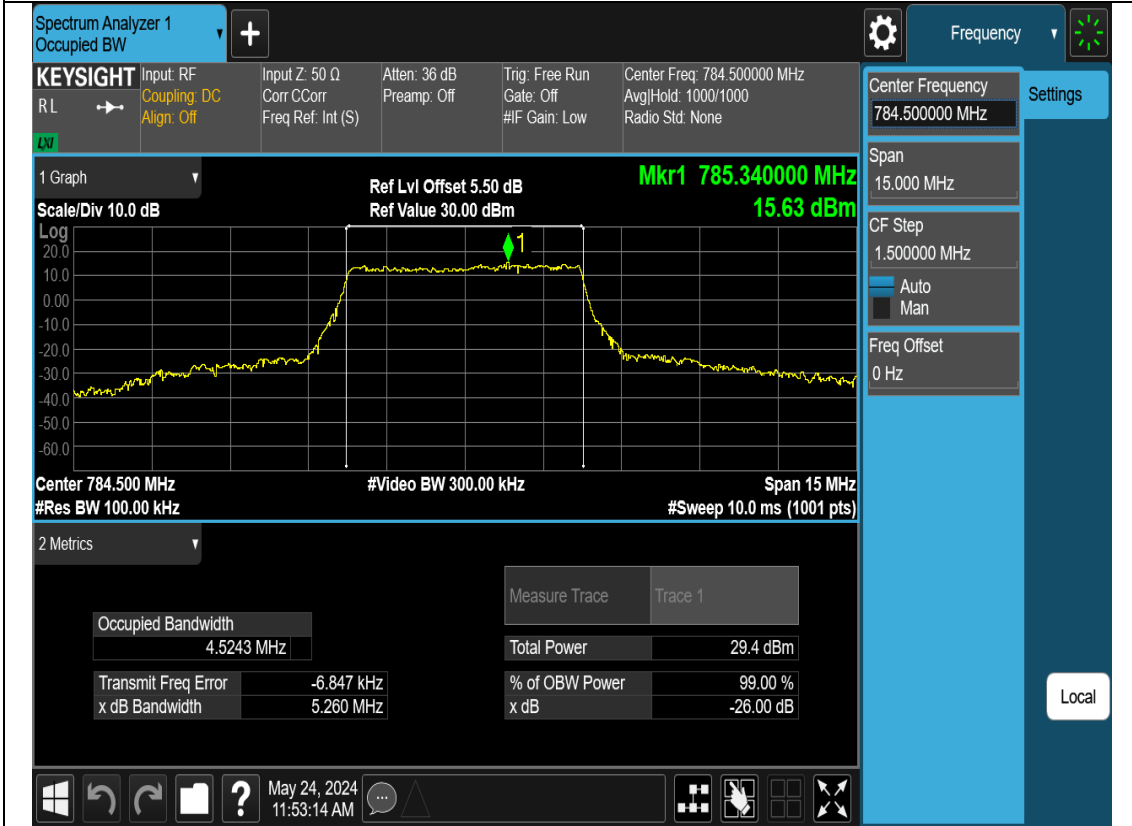 Spectrum Analyzer 1
Occupied BW
+
Frequency
KEYSIGHT
RL
LXI
Input: RF
Coupling: DC
Align: Off
Input Z: 50 Ω
Corr CCorr
Freq Ref: Int (S)
Atten: 36 dB
Preamp: Off
Trig: Free Run
Gate: Off
#IF Gain: Low
Center Freq: 784.500000 MHz
Avg|Hold: 1000/1000
Radio Std: None
Center Frequency
784.500000 MHz
Settings
Span
15.000 MHz
CF Step
1.500000 MHz
Auto
Man
Freq Offset
0 Hz
Local
1 Graph
Scale/Div 10.0 dB
Ref Lvl Offset 5.50 dB
Ref Value 30.00 dBm
Mkr1 785.340000 MHz
15.63 dBm
Log
1
20.0
10.0
0.00
-10.0
-20.0
-30.0
-40.0
-50.0
-60.0
Center 784.500 MHz
#Video BW 300.00 kHz
Span 15 MHz
#Res BW 100.00 kHz
#Sweep 10.0 ms (1001 pts)
2 Metrics
Measure Trace Trace 1
Occupied Bandwidth
4.5243 MHz
Total Power 29.4 dBm
Transmit Freq Error -6.847 kHz
% of OBW Power 99.00 %
x dB Bandwidth 5.260 MHz
x dB -26.00 dB
?
May 24, 2024
11:53:14 AM